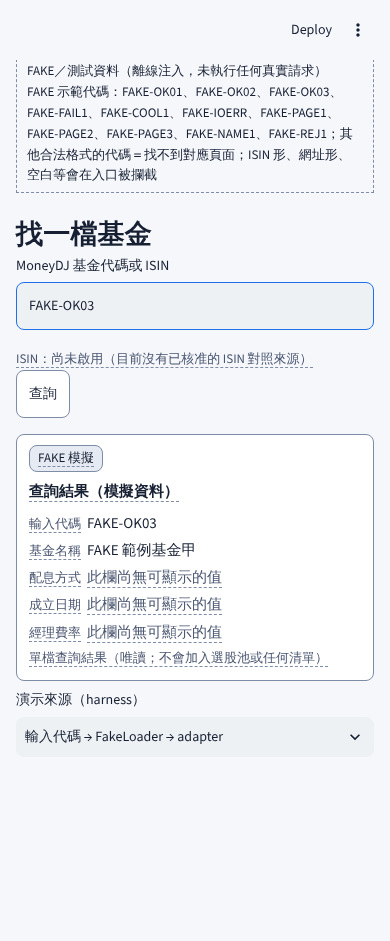 Deploy
FAKE／測試資料（離線注入，未執行任何真實請求）
FAKE 示範代碼：FAKE-OK01、FAKE-OK02、FAKE-OK03、
FAKE-FAIL1、FAKE-COOL1、FAKE-IOERR、FAKE-PAGE1、
FAKE-PAGE2、FAKE-PAGE3、FAKE-NAME1、FAKE-REJ1；其
他合法格式的代碼＝找不到對應頁面；ISIN 形、網址形、
空白等會在入口被攔截
找一檔基金
MoneyDJ 基金代碼或 ISIN
FAKE-OK03
ISIN：尚未啟用（目前沒有已核准的 ISIN 對照來源）
查詢
FAKE 模擬
查詢結果（模擬資料）
輸入代碼 FAKE-OK03
基金名稱 FAKE 範例基金甲
配息方式 此欄尚無可顯示的值
成立日期 此欄尚無可顯示的值
經理費率 此欄尚無可顯示的值
單檔查詢結果（唯讀；不會加入選股池或任何清單）
演示來源（harness）
輸入代碼 → FakeLoader → adapter